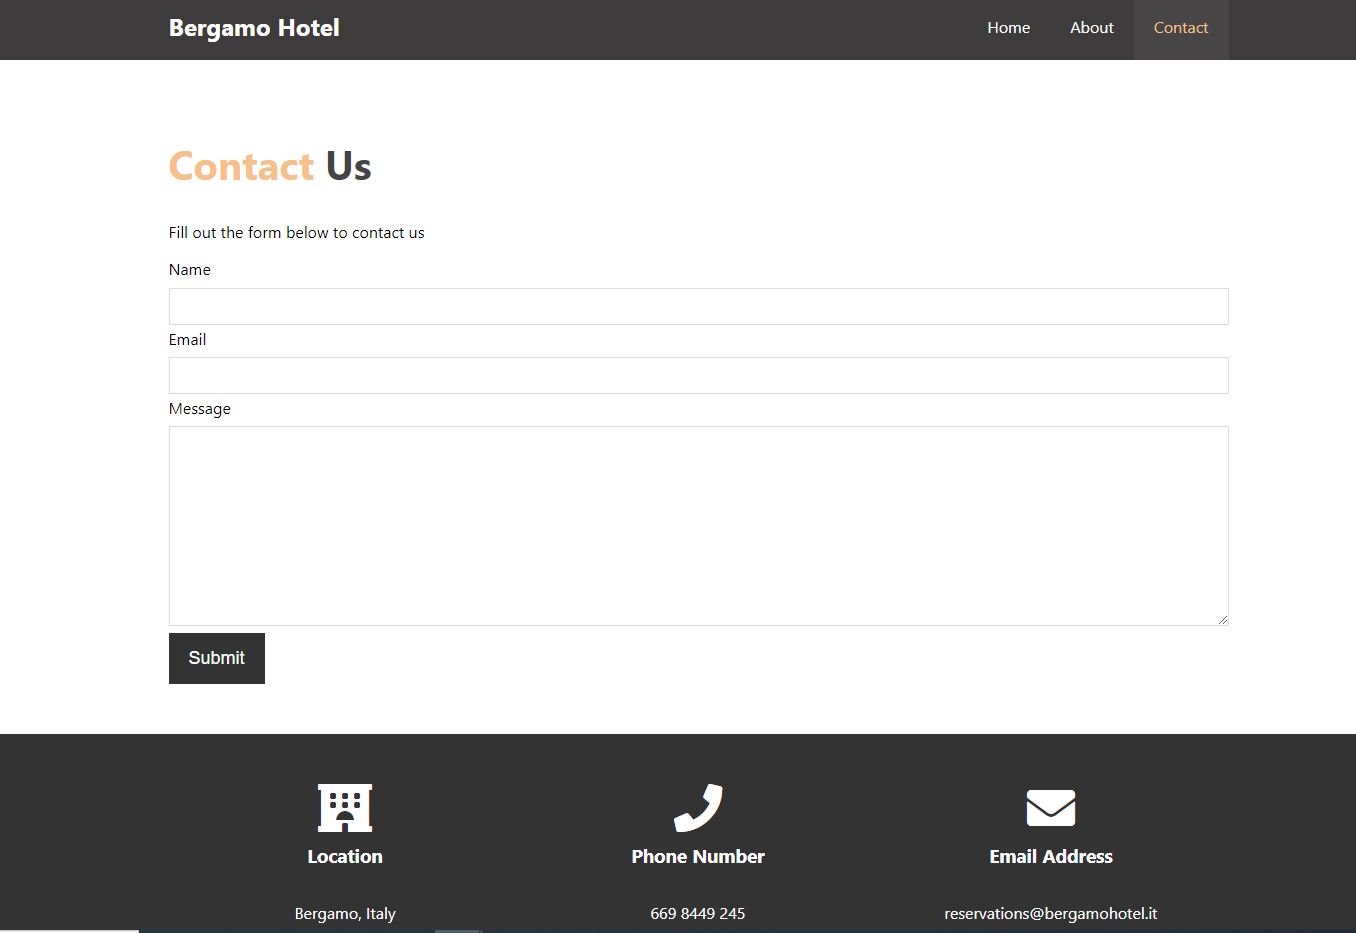 Bergamo Hotel
Home About Contact
Contact Us
Fill out the form below to contact us
Name
Email
Message
Submit
Location
Phone Number
Email Address
Bergamo, Italy
669 8449 245
reservations@bergamohotel.it